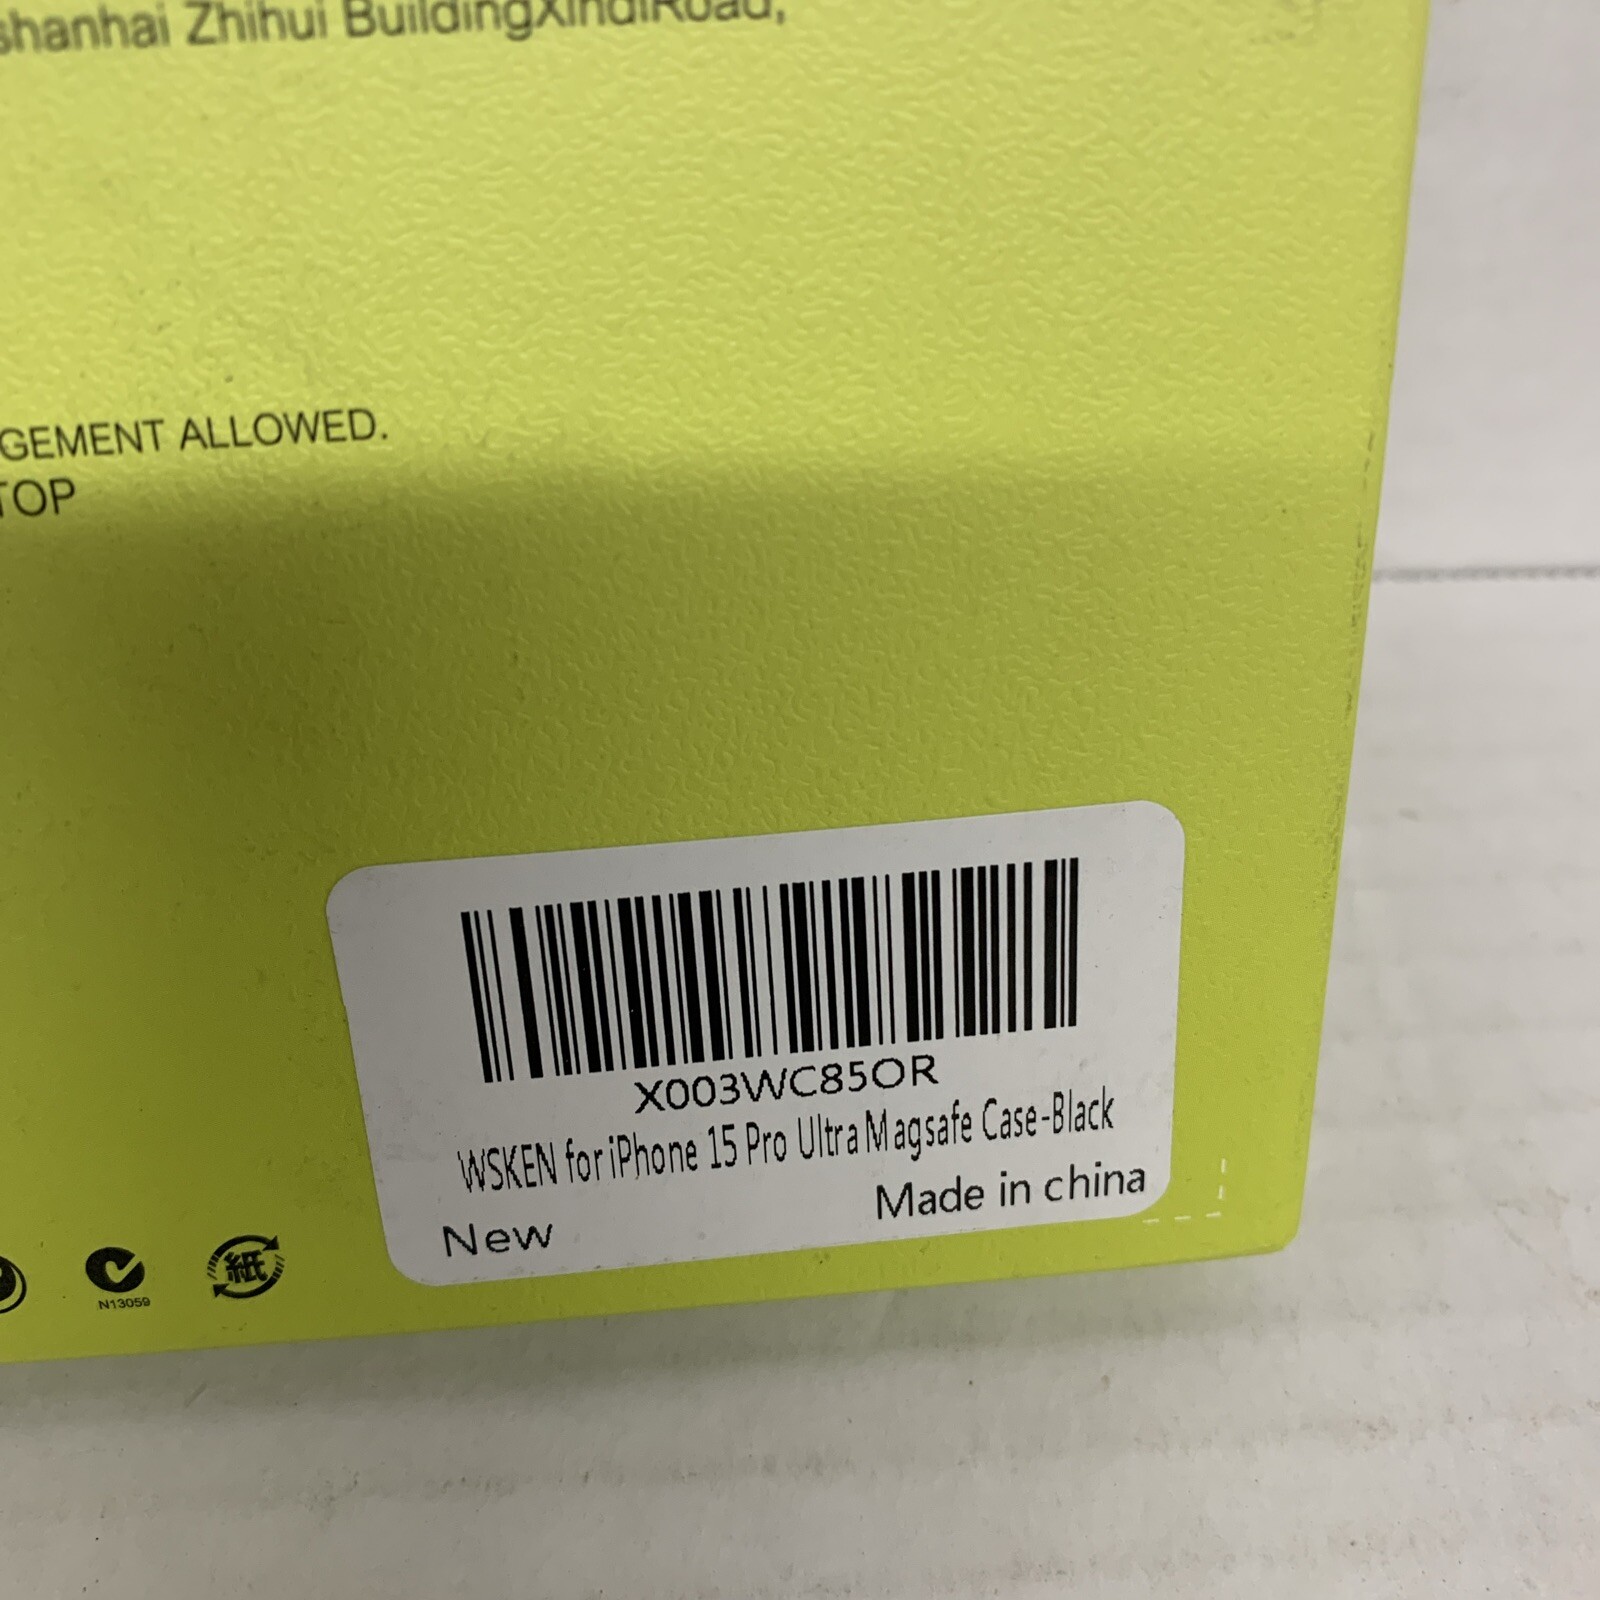 shanhai Zhihui BuildingXindiRoad,
GEMENT ALLOWED.
TOP
X003WC85OR
WSKEN for iPhone 15 Pro Ultra Magsafe Case-Black
New
Made in china
N13059
紙